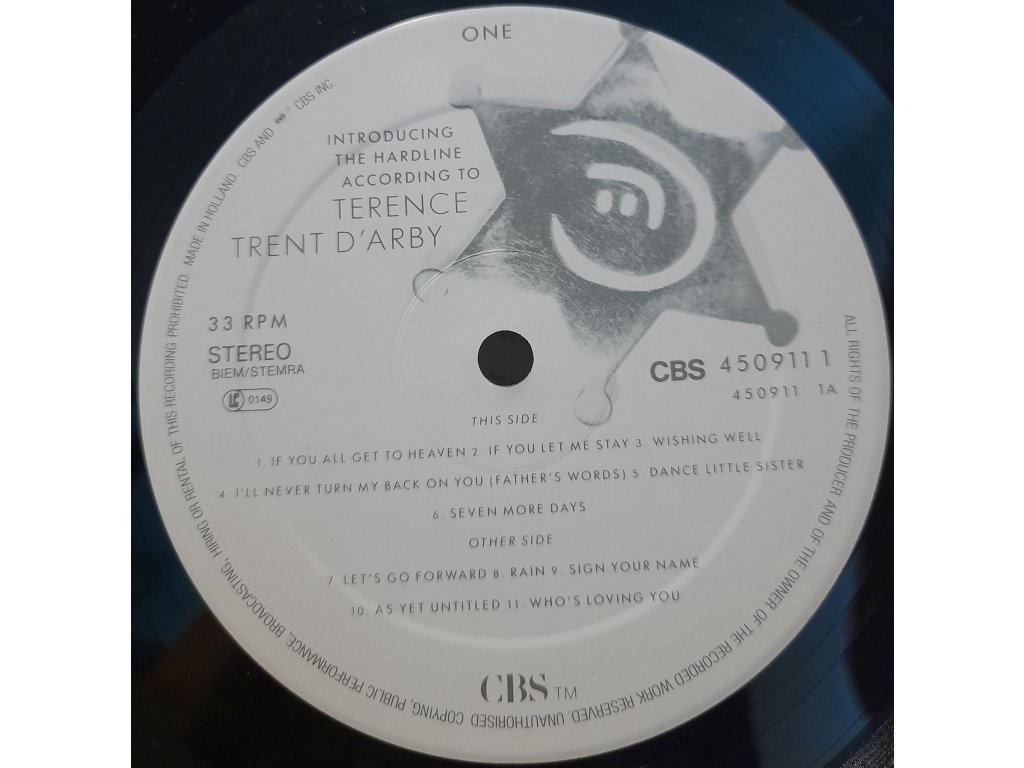 ONE
INTRODUCING
THE HARDLINE
ACCORDING TO
TERENCE
TRENT D'ARBY
33 RPM
STEREO
BIEM/STEMRA
LC 0149
CBS 450911 1
450911 1A
THIS SIDE
1. IF YOU ALL GET TO HEAVEN 2. IF YOU LET ME STAY 3. WISHING WELL
4. I'LL NEVER TURN MY BACK ON YOU (FATHER'S WORDS) 5. DANCE LITTLE SISTER
6. SEVEN MORE DAYS
OTHER SIDE
7. LET'S GO FORWARD 8. RAIN 9. SIGN YOUR NAME
10. AS YET UNTITLED 11. WHO'S LOVING YOU
CBS TM
ALL RIGHTS OF THE PRODUCER AND OF THE OWNER OF THE RECORDED WORK RESERVED. UNAUTHORISED COPYING, PUBLIC PERFORMANCE, BROADCASTING, HIRING OR RENTAL OF THIS RECORDING PROHIBITED. MADE IN HOLLAND. CBS AND ® CBS INC.